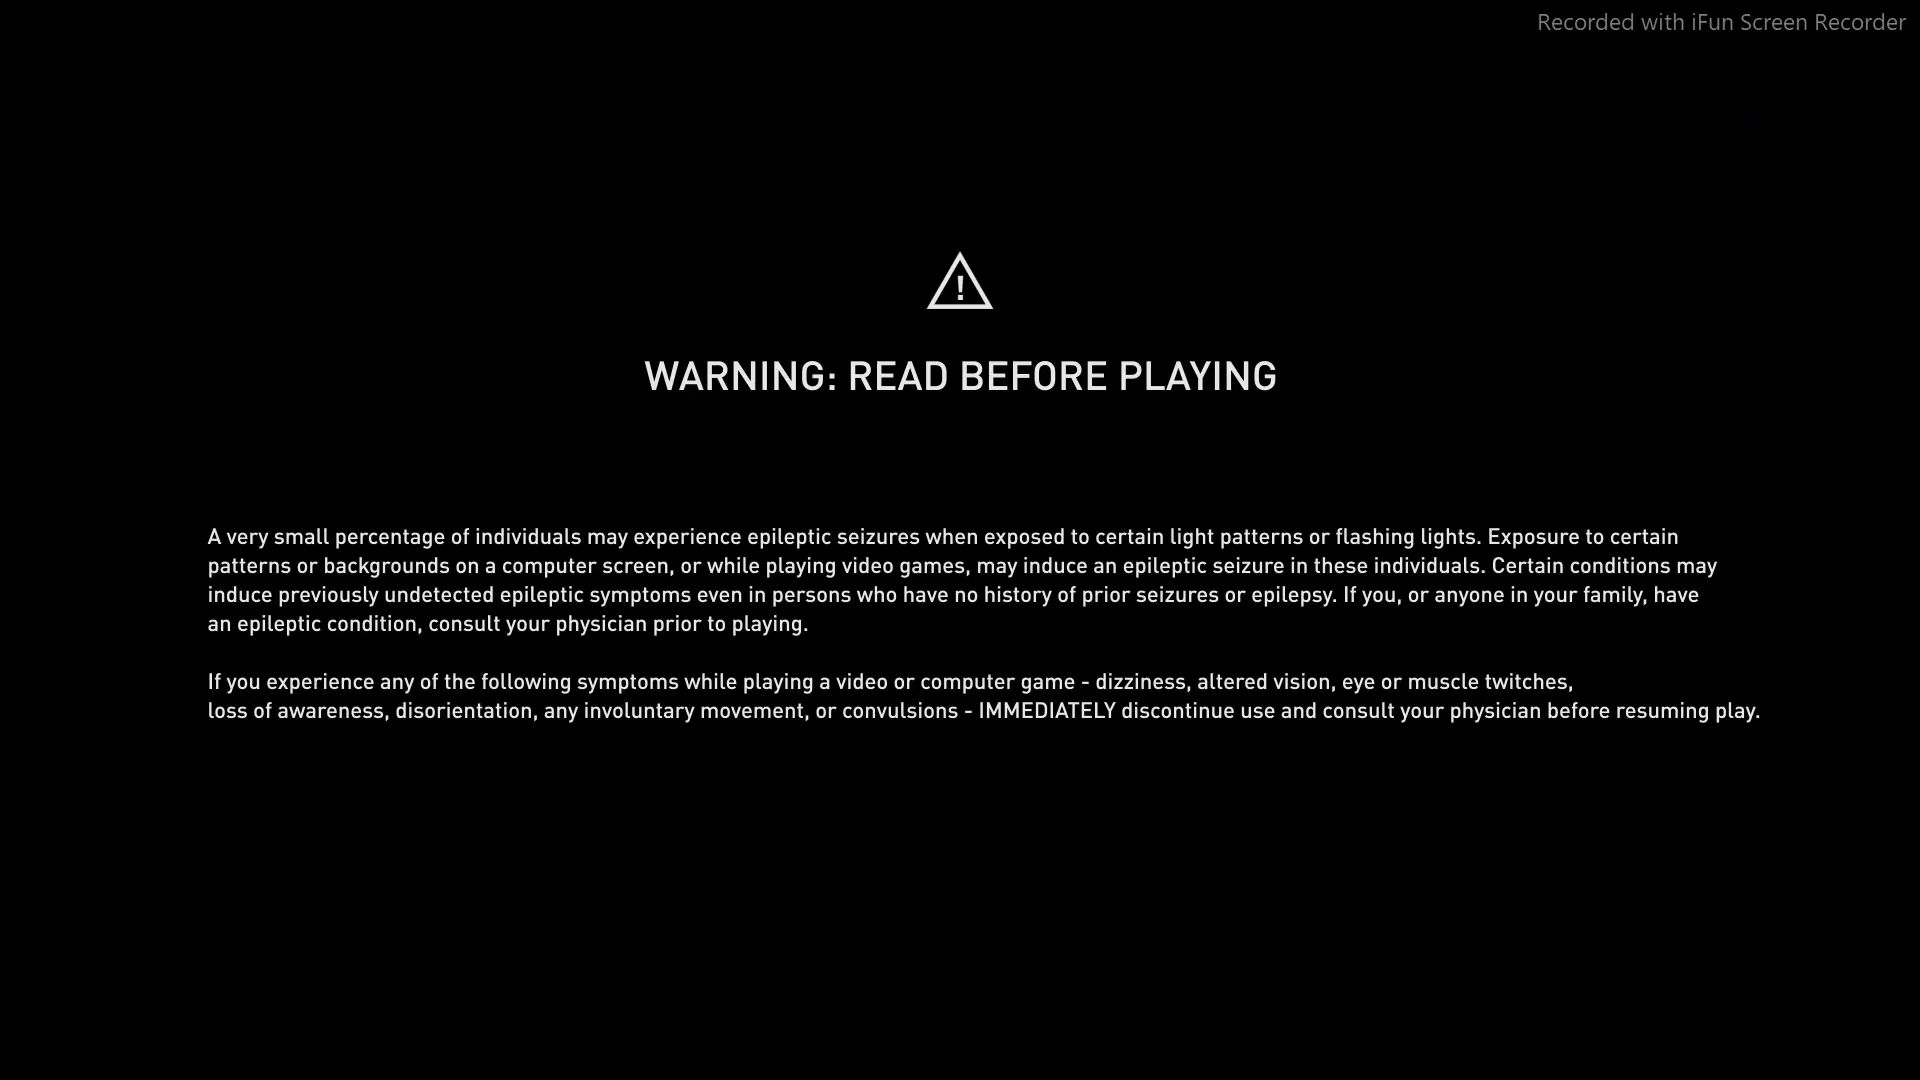 Recorded with iFun Screen Recorder
!
WARNING: READ BEFORE PLAYING
A very small percentage of individuals may experience epileptic seizures when exposed to certain light patterns or flashing lights. Exposure to certain
patterns or backgrounds on a computer screen, or while playing video games, may induce an epileptic seizure in these individuals. Certain conditions may
induce previously undetected epileptic symptoms even in persons who have no history of prior seizures or epilepsy. If you, or anyone in your family, have
an epileptic condition, consult your physician prior to playing.
If you experience any of the following symptoms while playing a video or computer game - dizziness, altered vision, eye or muscle twitches,
loss of awareness, disorientation, any involuntary movement, or convulsions - IMMEDIATELY discontinue use and consult your physician before resuming play.